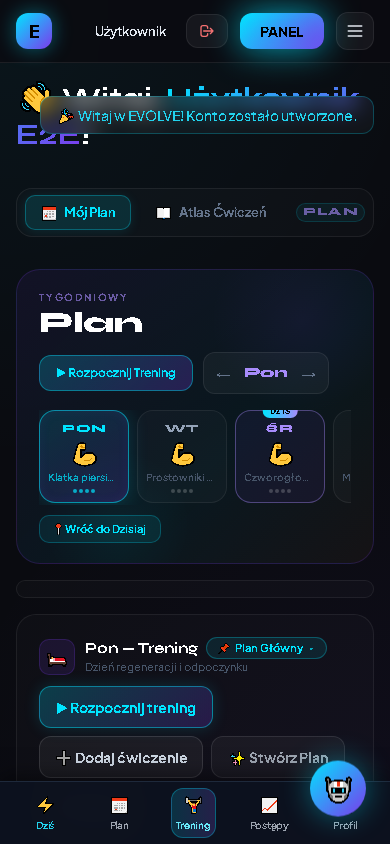 E
Użytkownik
PANEL
Witaj, Użytkownik
E2E!
Witaj w EVOLVE! Konto zostało utworzone.
Mój Plan
Atlas Ćwiczeń
PLAN
TYGODNIOWY
Plan
Rozpocznij Trening
← Pon →
PON
Klatka piersi...
WT
Prostowniki ...
ŚR
Czworogło...
M
Wróć do Dzisiaj
Pon — Trening
Plan Główny
Dzień regeneracji i odpoczynku
Rozpocznij trening
+ Dodaj ćwiczenie
Stwórz Plan
Dziś
Plan
Trening
Postępy
Profil